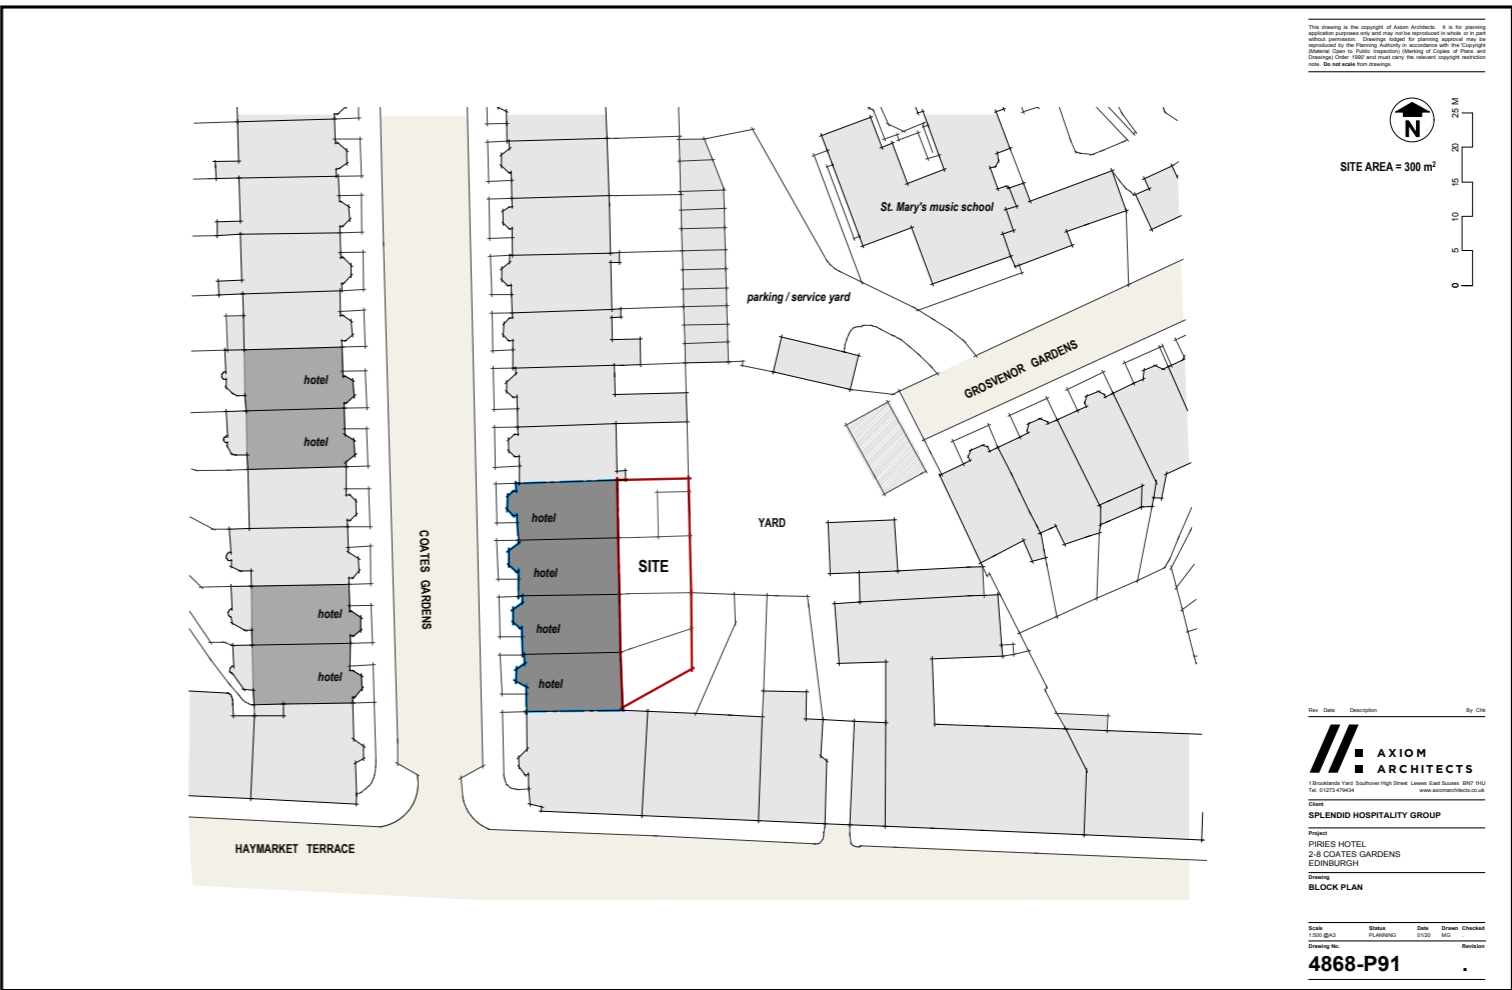 This drawing is the copyright of Axiom Architects. It is for planning
application purposes only and may not be reproduced in whole or in part
without permission. Drawings lodged for planning approval may be
reproduced by the Planning Authority in accordance with the 'Copyright
(Material Open to Public Inspection) (Marking of Copies of Plans and
Drawings) Order 1990' and must carry the relevant copyright restriction
note. Do not scale from drawings.
N
25 M
20
15
10
5
0
SITE AREA = 300 m²
St. Mary's music school
parking / service yard
GROSVENOR GARDENS
hotel
hotel
hotel
hotel
COATES GARDENS
hotel
hotel
hotel
hotel
SITE
YARD
HAYMARKET TERRACE
Rev Date Description By Chk
AXIOM
ARCHITECTS
1 Brooklands Yard Southover High Street Lewes East Sussex BN7 1HU
Tel. 01273 479434 www.axiomarchitects.co.uk
Client
SPLENDID HOSPITALITY GROUP
Project
PIRIES HOTEL
2-8 COATES GARDENS
EDINBURGH
Drawing
BLOCK PLAN
Scale Status Date Drawn Checked
1:500 @A3 PLANNING 01/20 MG .
Drawing No. Revision
4868-P91 .